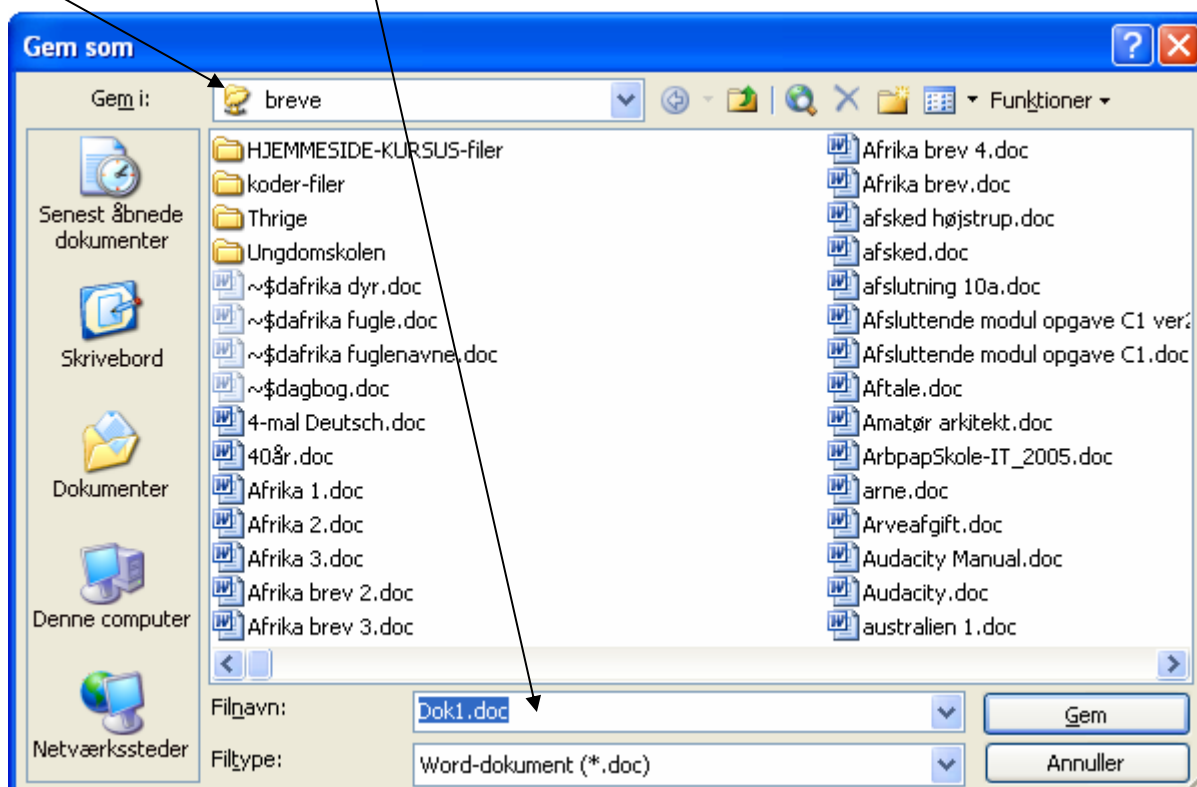 Gem som
Gem i:
breve
Funktioner
Senest åbnede
dokumenter
Skrivebord
Dokumenter
Denne computer
Netværkssteder
HJEMMESIDE-KURSUS-filer
koder-filer
Thrige
Ungdomskolen
~$dafrika dyr.doc
~$dafrika fugle.doc
~$dafrika fuglenavne.doc
~$dagbog.doc
4-mal Deutsch.doc
40år.doc
Afrika 1.doc
Afrika 2.doc
Afrika 3.doc
Afrika brev 2.doc
Afrika brev 3.doc
Afrika brev 4.doc
Afrika brev.doc
afsked højstrup.doc
afsked.doc
afslutning 10a.doc
Afsluttende modul opgave C1 ver2
Afsluttende modul opgave C1.doc
Aftale.doc
Amatør arkitekt.doc
ArbpapSkole-IT_2005.doc
arne.doc
Arveafgift.doc
Audacity Manual.doc
Audacity.doc
australien 1.doc
Filnavn:
Dok1.doc
Gem
Filtype:
Word-dokument (*.doc)
Annuller